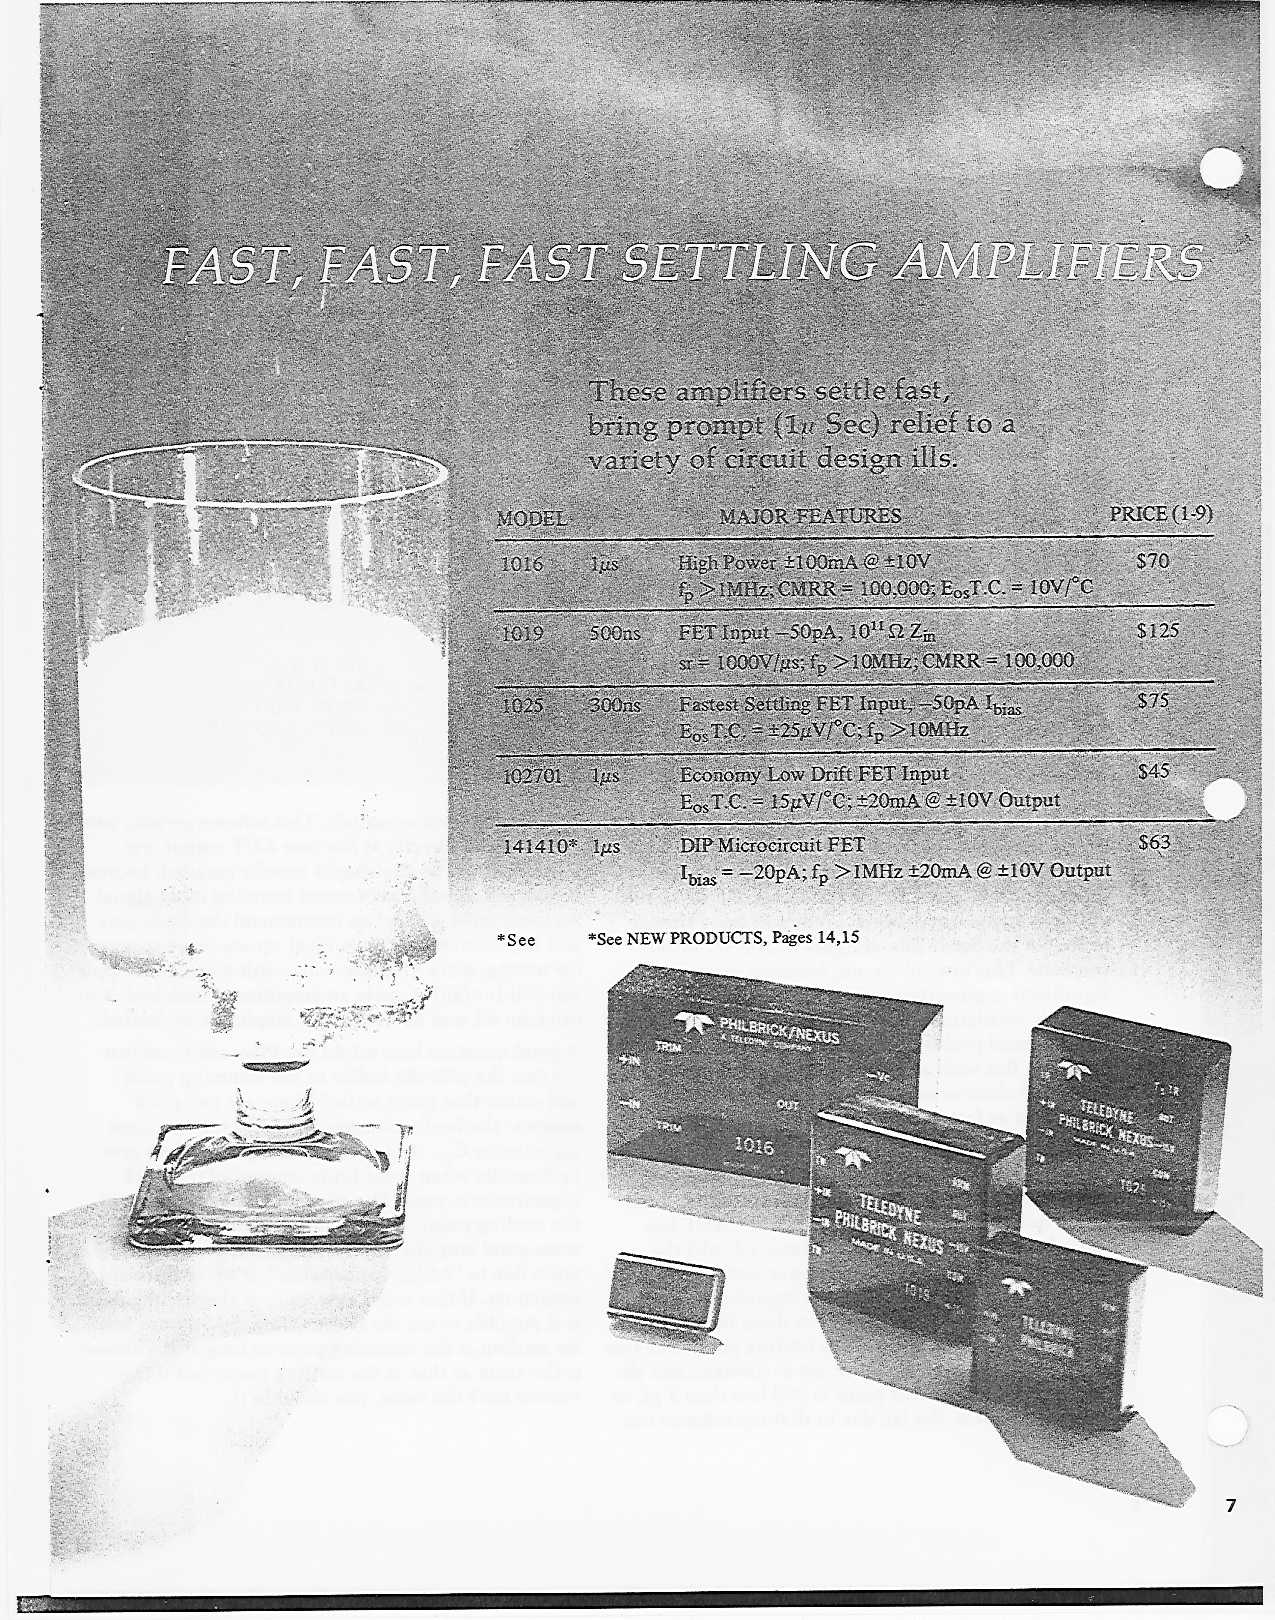 FAST, FAST, FAST SETTLING AMPLIFIERS
These amplifiers settle fast,
bring prompt (1μ Sec) relief to a
variety of circuit design ills.
MODEL MAJOR FEATURES PRICE (1-9)
1016 1μs High Power ±100mA @ ±10V $70
fp >1MHz; CMRR = 100,000; EosT.C. = 10V/°C
1019 500ns FET Input −50pA, 10¹¹ Ω Zin $125
sr = 1000V/μs; fp >10MHz; CMRR = 100,000
1025 300ns Fastest Settling FET Input, −50pA Ibias $75
Eos T.C. = ±25μV/°C; fp >10MHz
102701 1μs Economy Low Drift FET Input $45
Eos T.C. = 15μV/°C; ±20mA @ ±10V Output
141410* 1μs DIP Microcircuit FET $63
Ibias = −20pA; fp >1MHz ±20mA @ ±10V Output
*See *See NEW PRODUCTS, Pages 14,15
PHILBRICK/NEXUS
A TELEDYNE COMPANY
TRIM
+IN
−Vc
−IN
OUT
TRIM
1016
TELEDYNE
PHILBRICK NEXUS
MADE IN U.S.A.
1025
TELEDYNE
PHILBRICK NEXUS
MADE IN U.S.A.
1019
TELEDYNE
PHILBRICK
7